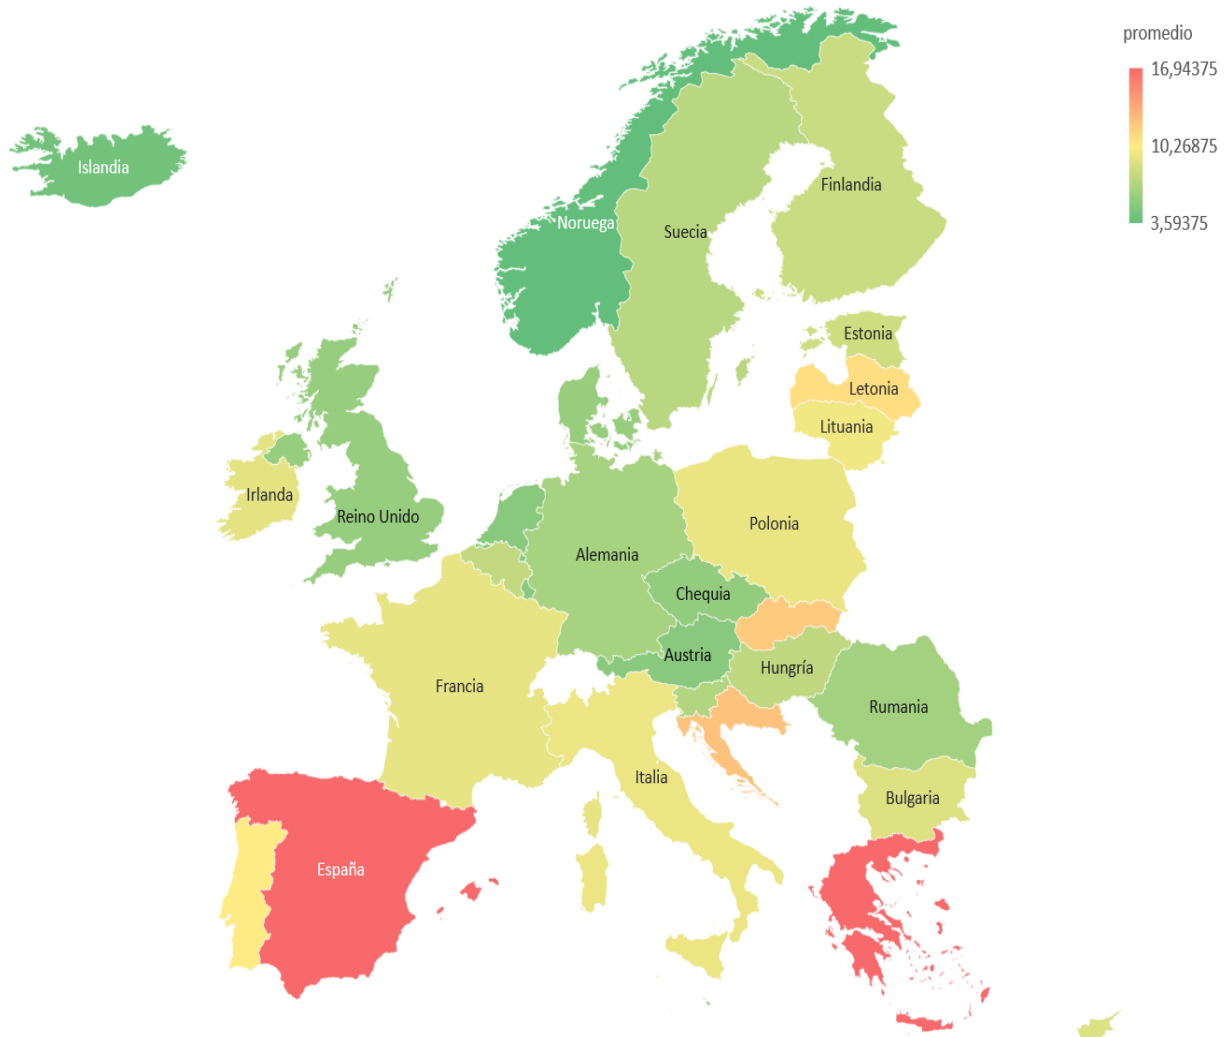 promedio
16,94375
10,26875
3,59375
Islandia
Noruega
Suecia
Finlandia
Estonia
Letonia
Lituania
Irlanda
Reino Unido
Polonia
Alemania
Chequia
Austria
Hungría
Francia
Rumania
Italia
Bulgaria
España